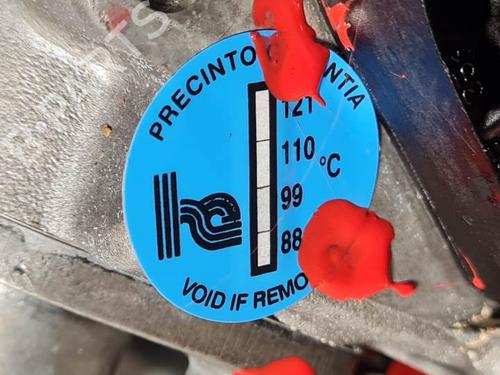 PRECINTO
NTIA
121
110
°C
99
88
VOID IF REMO